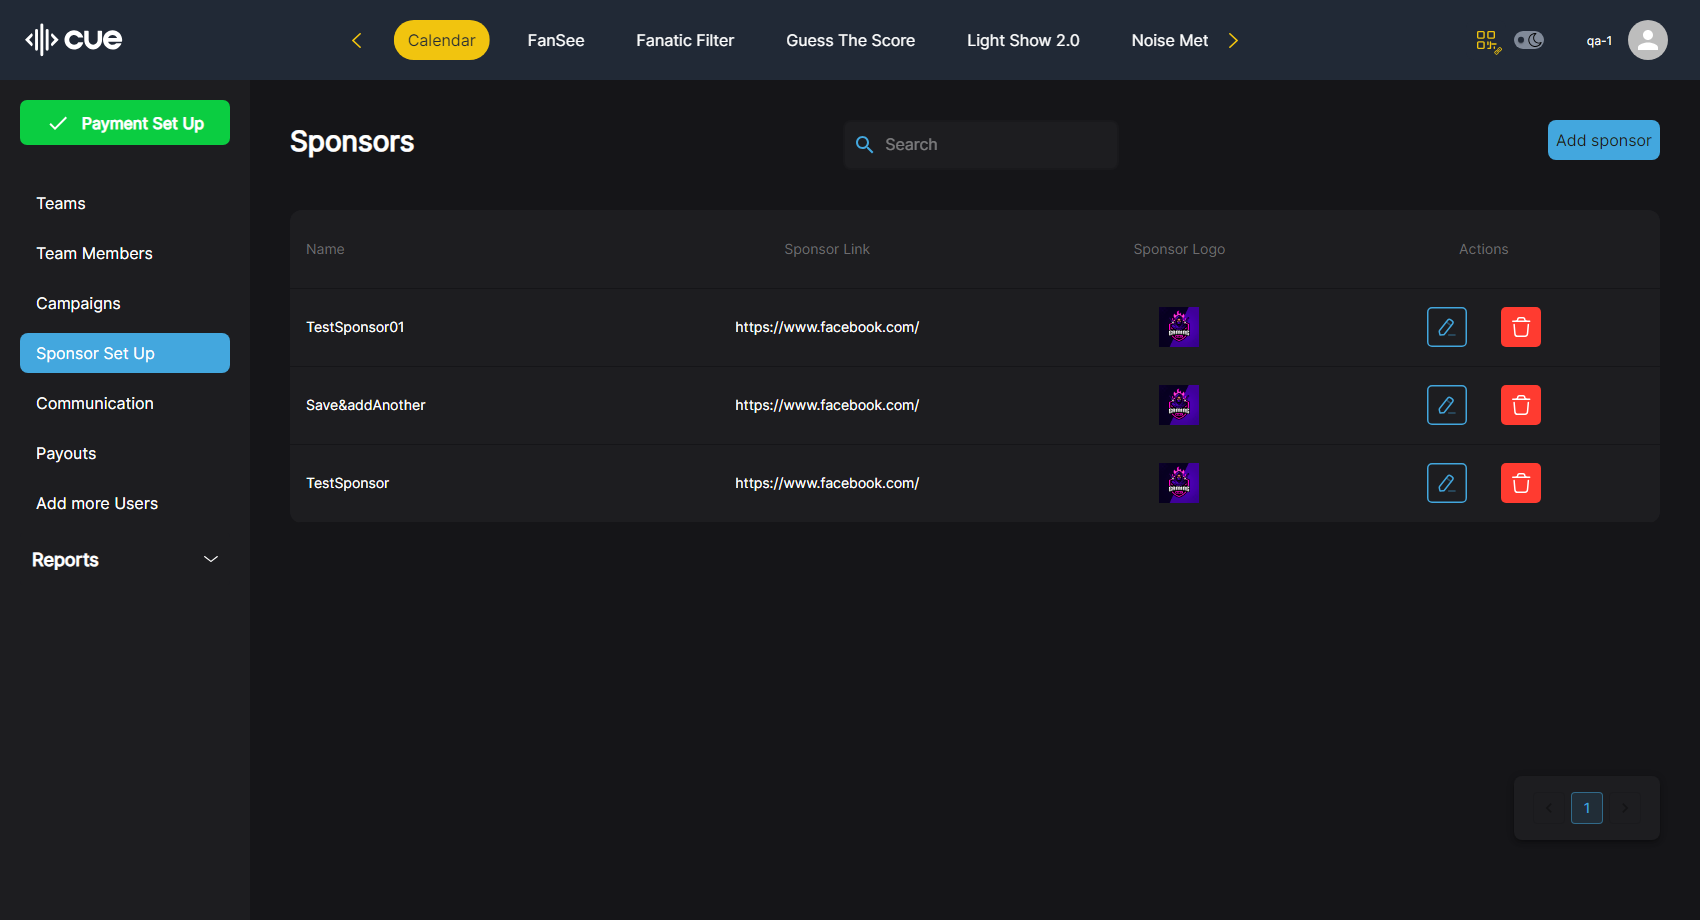 cue
Calendar
FanSee
Fanatic Filter
Guess The Score
Light Show 2.0
Noise Met
qa-1
Payment Set Up
Teams
Team Members
Campaigns
Sponsor Set Up
Communication
Payouts
Add more Users
Reports
Sponsors
Search
Add sponsor
Name Sponsor Link Sponsor Logo Actions
TestSponsor01 https://www.facebook.com/ GAMING
Save&addAnother https://www.facebook.com/ GAMING
TestSponsor https://www.facebook.com/ GAMING
1